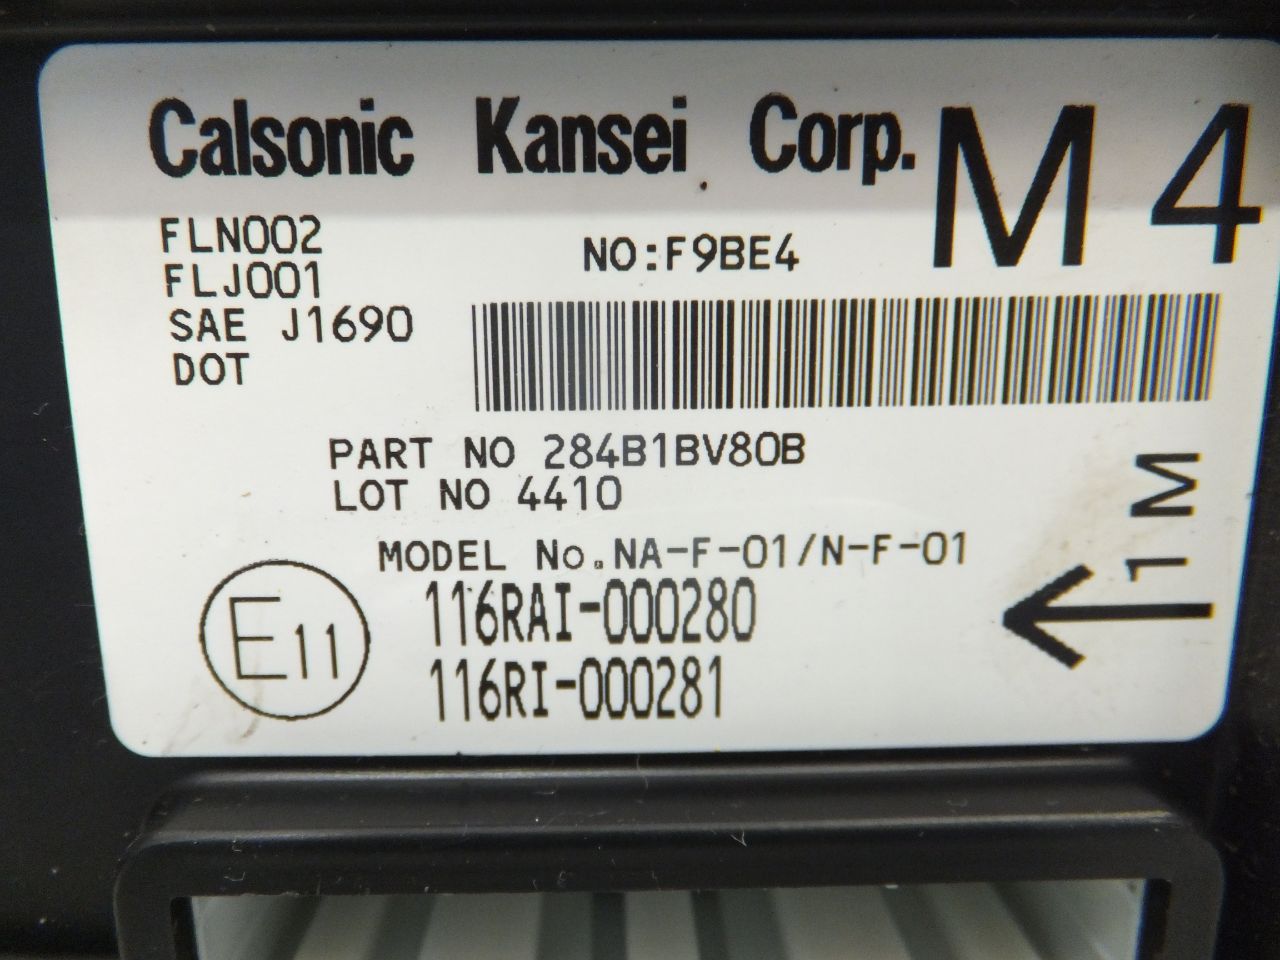 Calsonic Kansei Corp. M4
FLN002
NO:F9BE4
FLJ001
SAE J1690
DOT
PART NO 284B1BV80B
LOT NO 4410
1M
MODEL No.NA-F-01/N-F-01
E11
116RAI-000280
116RI-000281